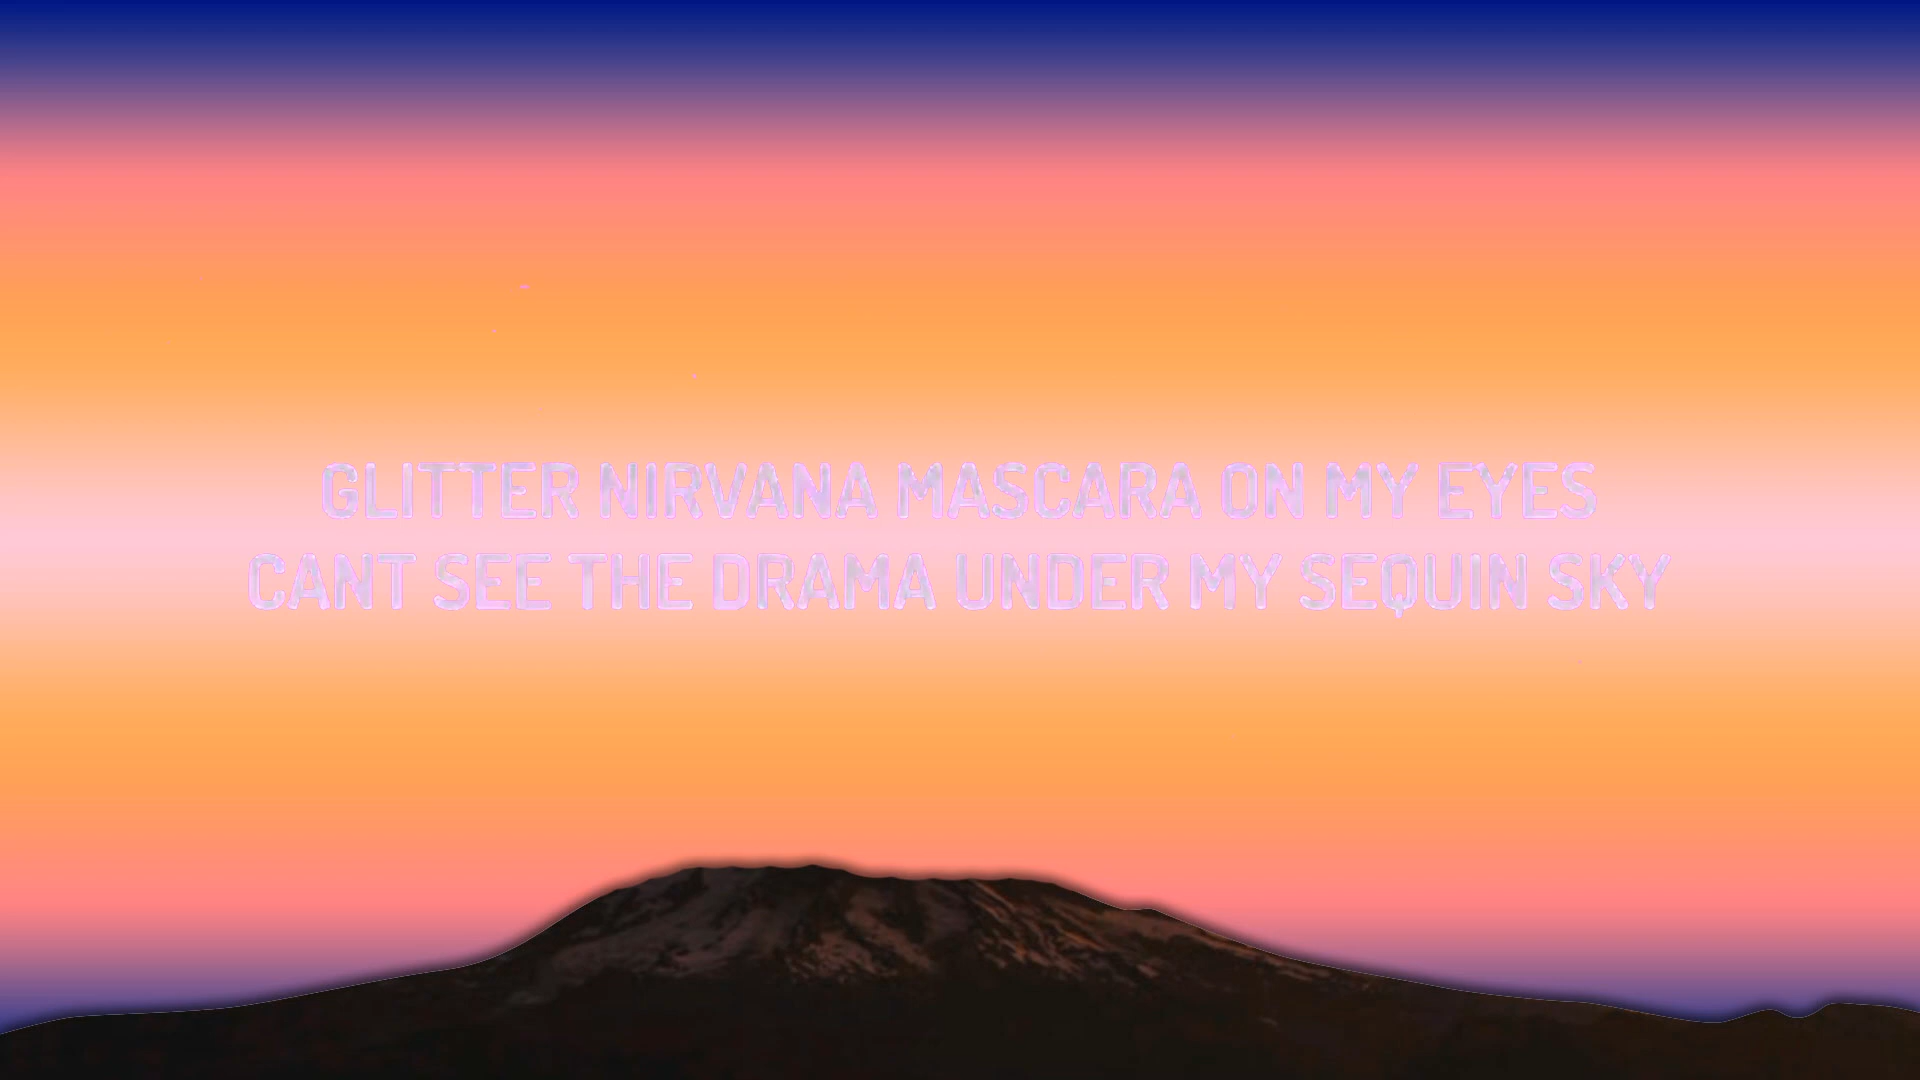 GLITTER NIRVANA MASCARA ON MY EYES
CANT SEE THE DRAMA UNDER MY SEQUIN SKY